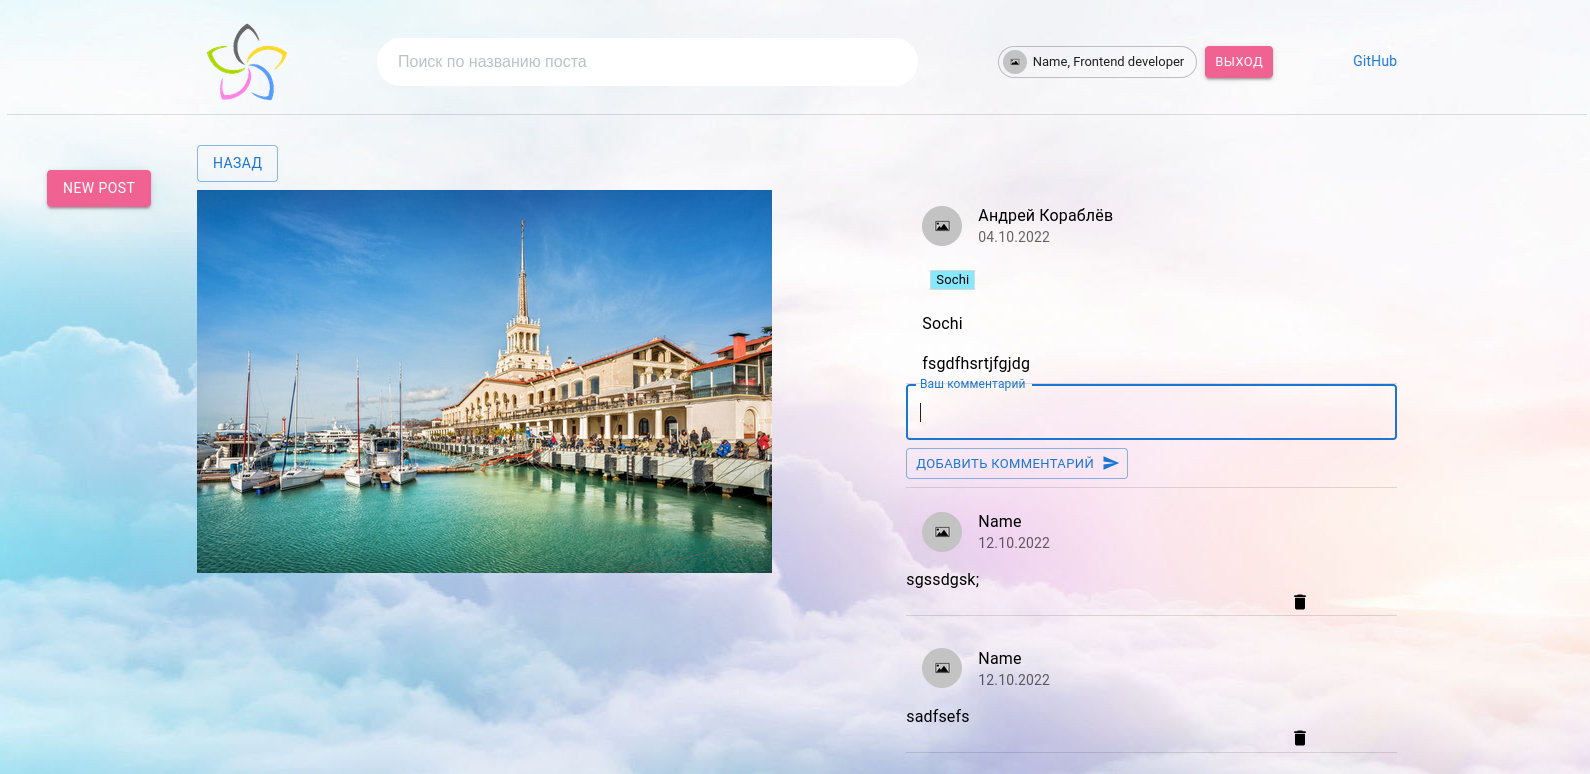 Поиск по названию поста
Name, Frontend developer
ВЫХОД
GitHub
НАЗАД
NEW POST
Андрей Кораблёв
04.10.2022
Sochi
Sochi
fsgdfhsrtjfgjdg
Ваш комментарий
ДОБАВИТЬ КОММЕНТАРИЙ
Name
12.10.2022
sgssdgsk;
Name
12.10.2022
sadfsefs